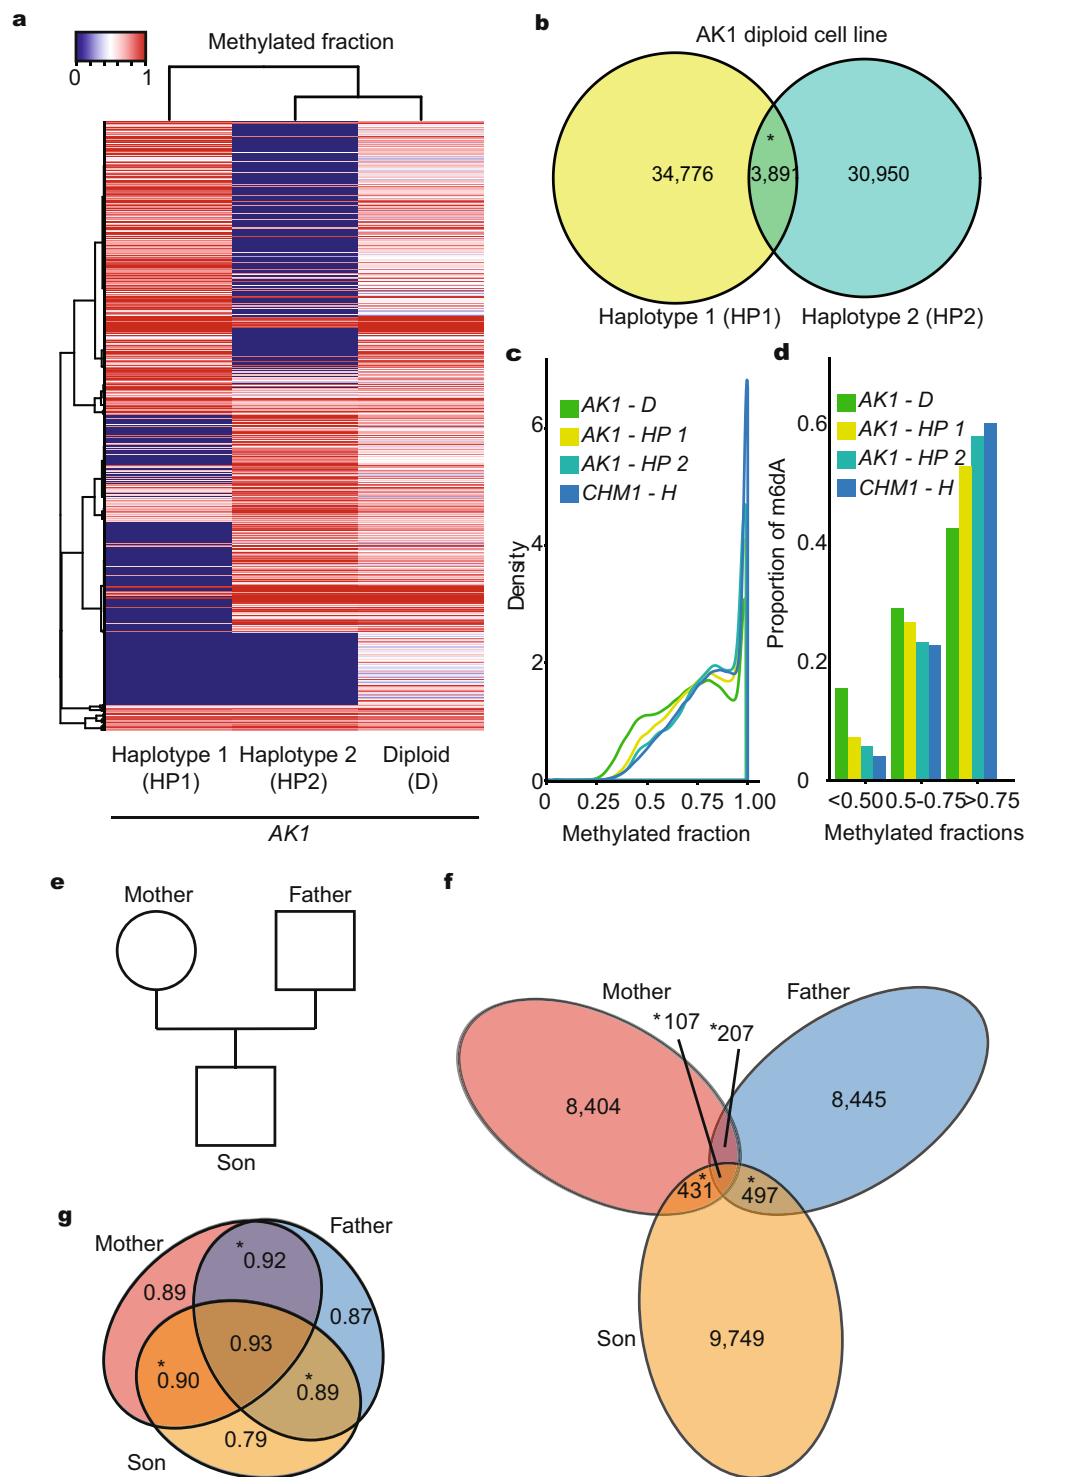 a
Methylated fraction
0 1
Haplotype 1 (HP1)
Haplotype 2 (HP2)
Diploid (D)
AK1
b
AK1 diploid cell line
*
34,776
3,891
30,950
Haplotype 1 (HP1)
Haplotype 2 (HP2)
c
AK1 - D
AK1 - HP 1
AK1 - HP 2
CHM1 - H
Density
6
4
2
0
0 0.25 0.5 0.75 1.00
Methylated fraction
d
AK1 - D
AK1 - HP 1
AK1 - HP 2
CHM1 - H
Proportion of m6dA
0.6
0.4
0.2
0
<0.50 0.5-0.75 >0.75
Methylated fractions
e
Mother
Father
Son
f
Mother
Father
*107
*207
8,404
8,445
*
431
*
497
Son
9,749
g
Mother
Father
*
0.92
0.89
0.87
0.93
*
0.90
*
0.89
0.79
Son